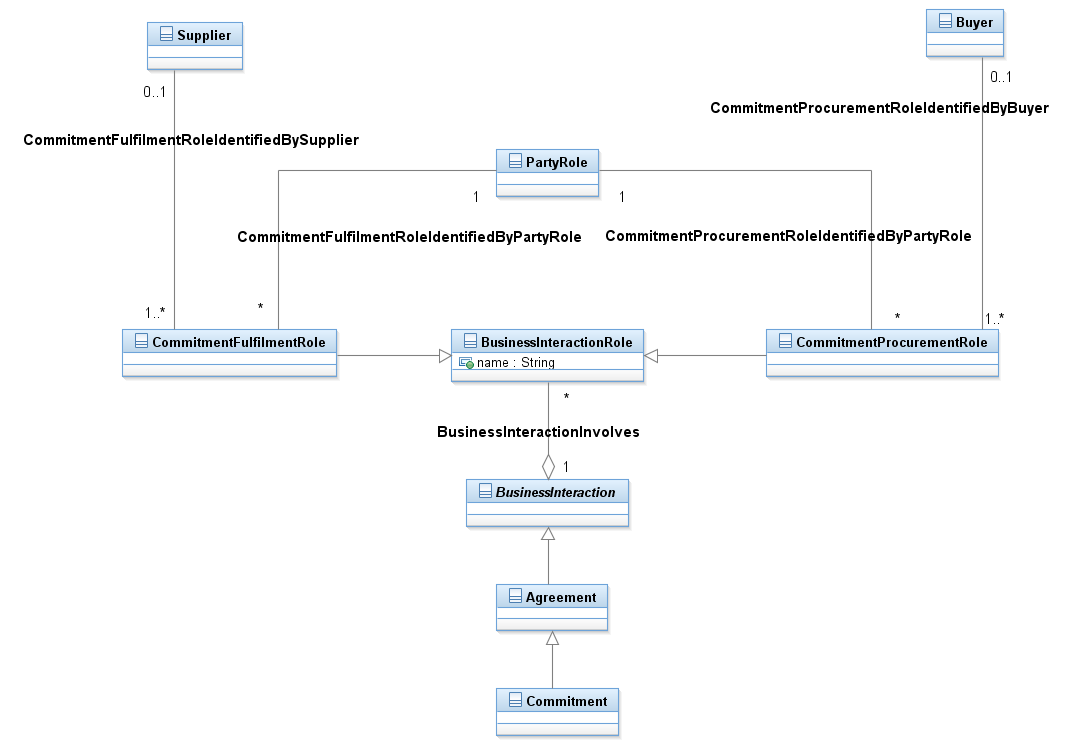 Buyer
Supplier
0..1
0..1
CommitmentProcurementRoleIdentifiedByBuyer
CommitmentFulfilmentRoleIdentifiedBySupplier
PartyRole
1
1
CommitmentFulfilmentRoleIdentifiedByPartyRole
CommitmentProcurementRoleIdentifiedByPartyRole
1..*
*
*
1..*
CommitmentFulfilmentRole
BusinessInteractionRole
CommitmentProcurementRole
name : String
*
BusinessInteractionInvolves
1
BusinessInteraction
Agreement
Commitment